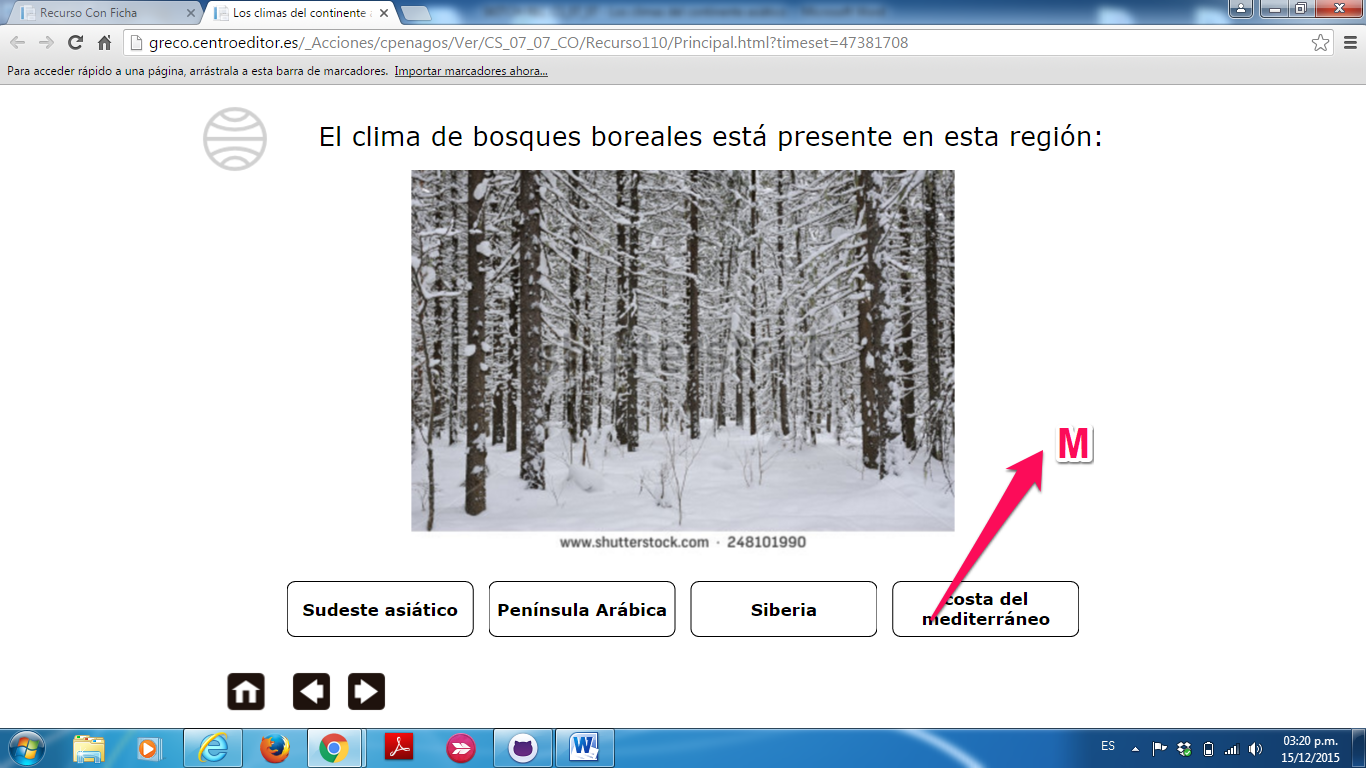 Recurso Con Ficha
Los climas del continente a
greco.centroeditor.es/_Acciones/cpenagos/Ver/CS_07_07_CO/Recurso110/Principal.html?timeset=47381708
Para acceder rápido a una página, arrástrala a esta barra de marcadores. Importar marcadores ahora...
El clima de bosques boreales está presente en esta región:
M
www.shutterstock.com · 248101990
Sudeste asiático
Península Arábica
Siberia
costa del
mediterráneo
ES
03:20 p.m.
15/12/2015